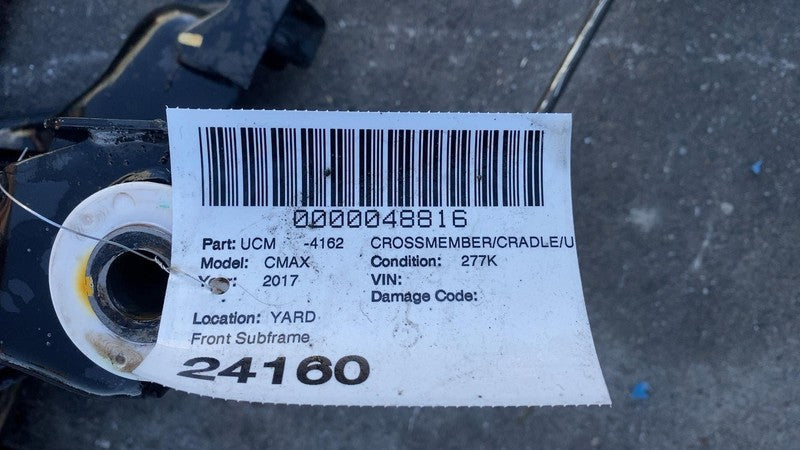 0000048816
Part: UCM -4162 CROSSMEMBER/CRADLE/U
Model: CMAX Condition: 277K
Year: 2017 VIN:
Damage Code:
Location: YARD
Front Subframe
24160